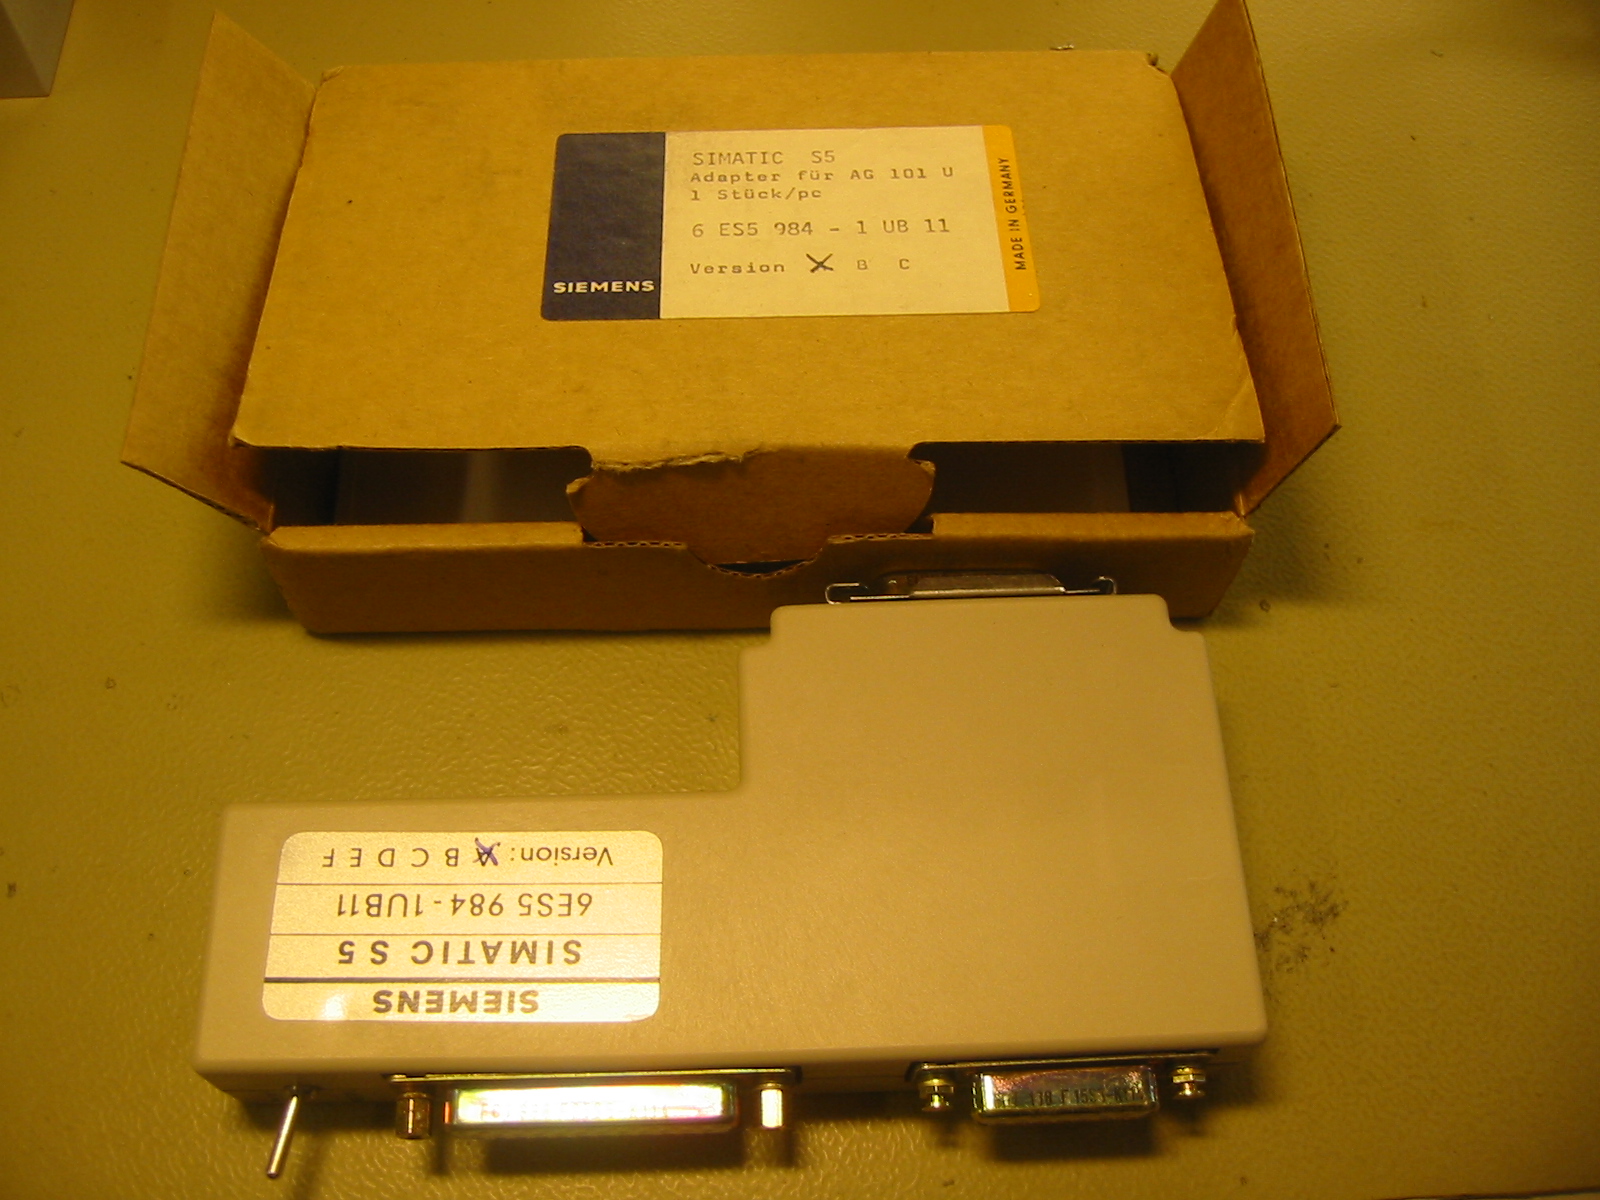 SIMATIC S5
Adapter für AG 101 U
1 Stück/pc
6 ES5 984 - 1 UB 11
Version A B C
SIEMENS
MADE IN GERMANY
SIEMENS
SIMATIC S5
6ES5 984-1UB11
Version: A B C D E F